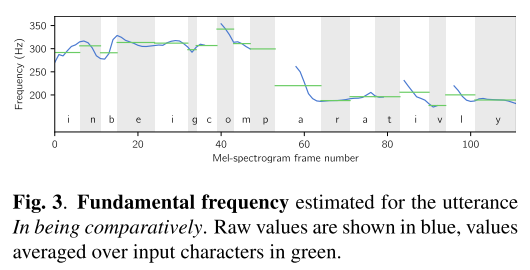 Frequency (Hz)
350
300
250
200
i n b e i g c o m p a r a t i v l y
0 20 40 60 80 100
Mel-spectrogram frame number
Fig. 3. Fundamental frequency estimated for the utterance
In being comparatively. Raw values are shown in blue, values
averaged over input characters in green.